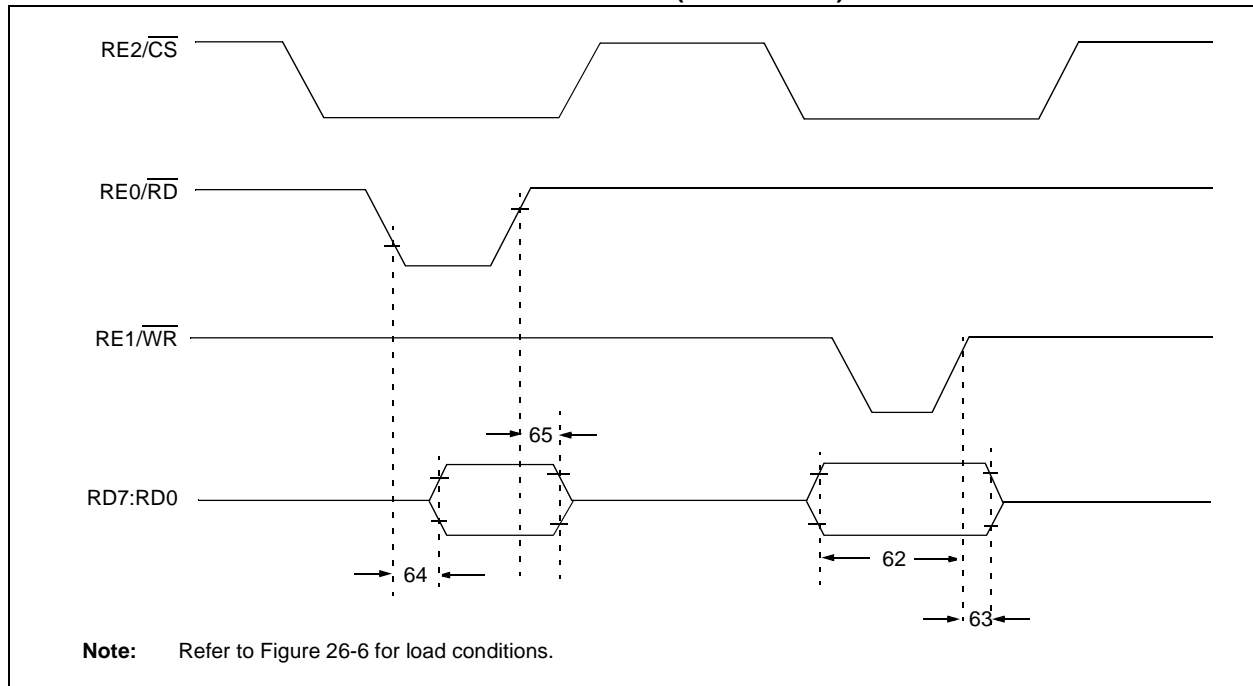 RE2/CS
RE0/RD
RE1/WR
65
RD7:RD0
62
64
63
Note: Refer to Figure 26-6 for load conditions.